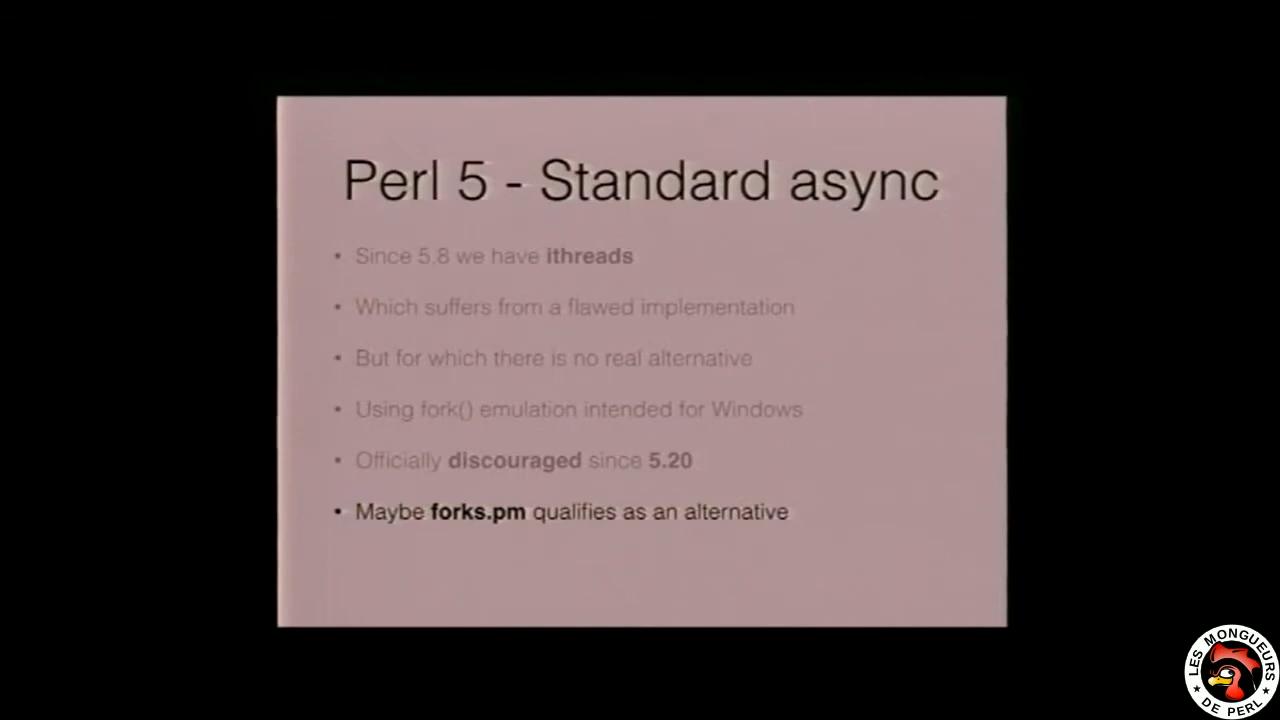 Perl 5 - Standard async
• Since 5.8 we have ithreads
• Which suffers from a flawed implementation
• But for which there is no real alternative
• Using fork() emulation intended for Windows
• Officially discouraged since 5.20
• Maybe forks.pm qualifies as an alternative
LES MONGUEURS
★ DE PERL ★